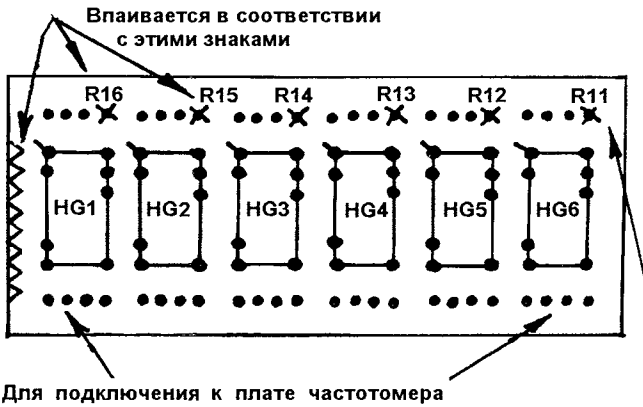 Впаивается в соответствии
с этими знаками
R16 R15 R14 R13 R12 R11
HG1 HG2 HG3 HG4 HG5 HG6
Для подключения к плате частотомера